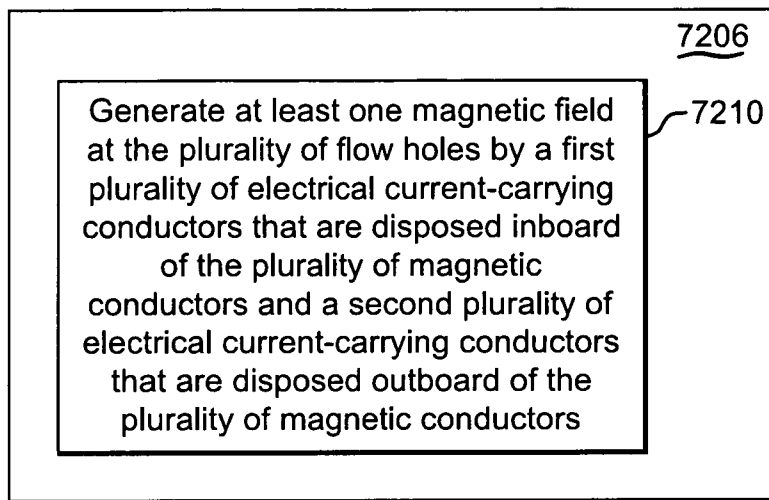 7206
7210
Generate at least one magnetic field
at the plurality of flow holes by a first
plurality of electrical current-carrying
conductors that are disposed inboard
of the plurality of magnetic
conductors and a second plurality of
electrical current-carrying conductors
that are disposed outboard of the
plurality of magnetic conductors